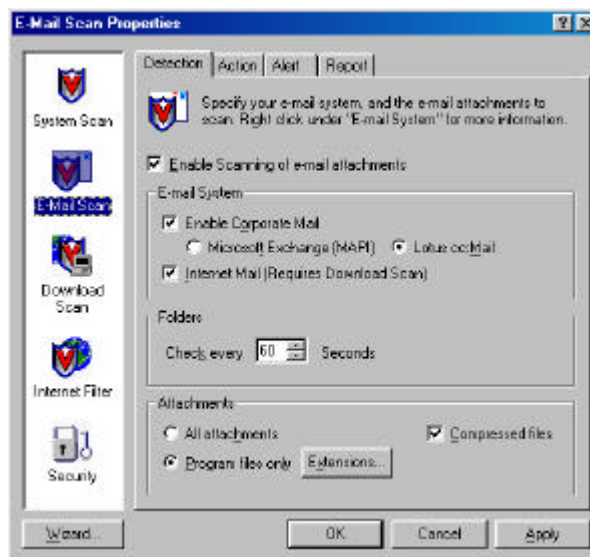 E-Mail Scan Properties
System Scan
E-Mail Scan
Download
Scan
Internet Filter
Security
Wizard...
Detection
Action
Alert
Report
Specify your e-mail system, and the e-mail attachments to
scan. Right click under "E-mail System" for more information.
Enable Scanning of e-mail attachments
E-mail System
Enable Corporate Mail
Microsoft Exchange (MAPI)
Lotus cc:Mail
Internet Mail (Requires Download Scan)
Folders
Check every 60 Seconds
Attachments
All attachments
Compressed files
Program files only
Extensions...
OK
Cancel
Apply